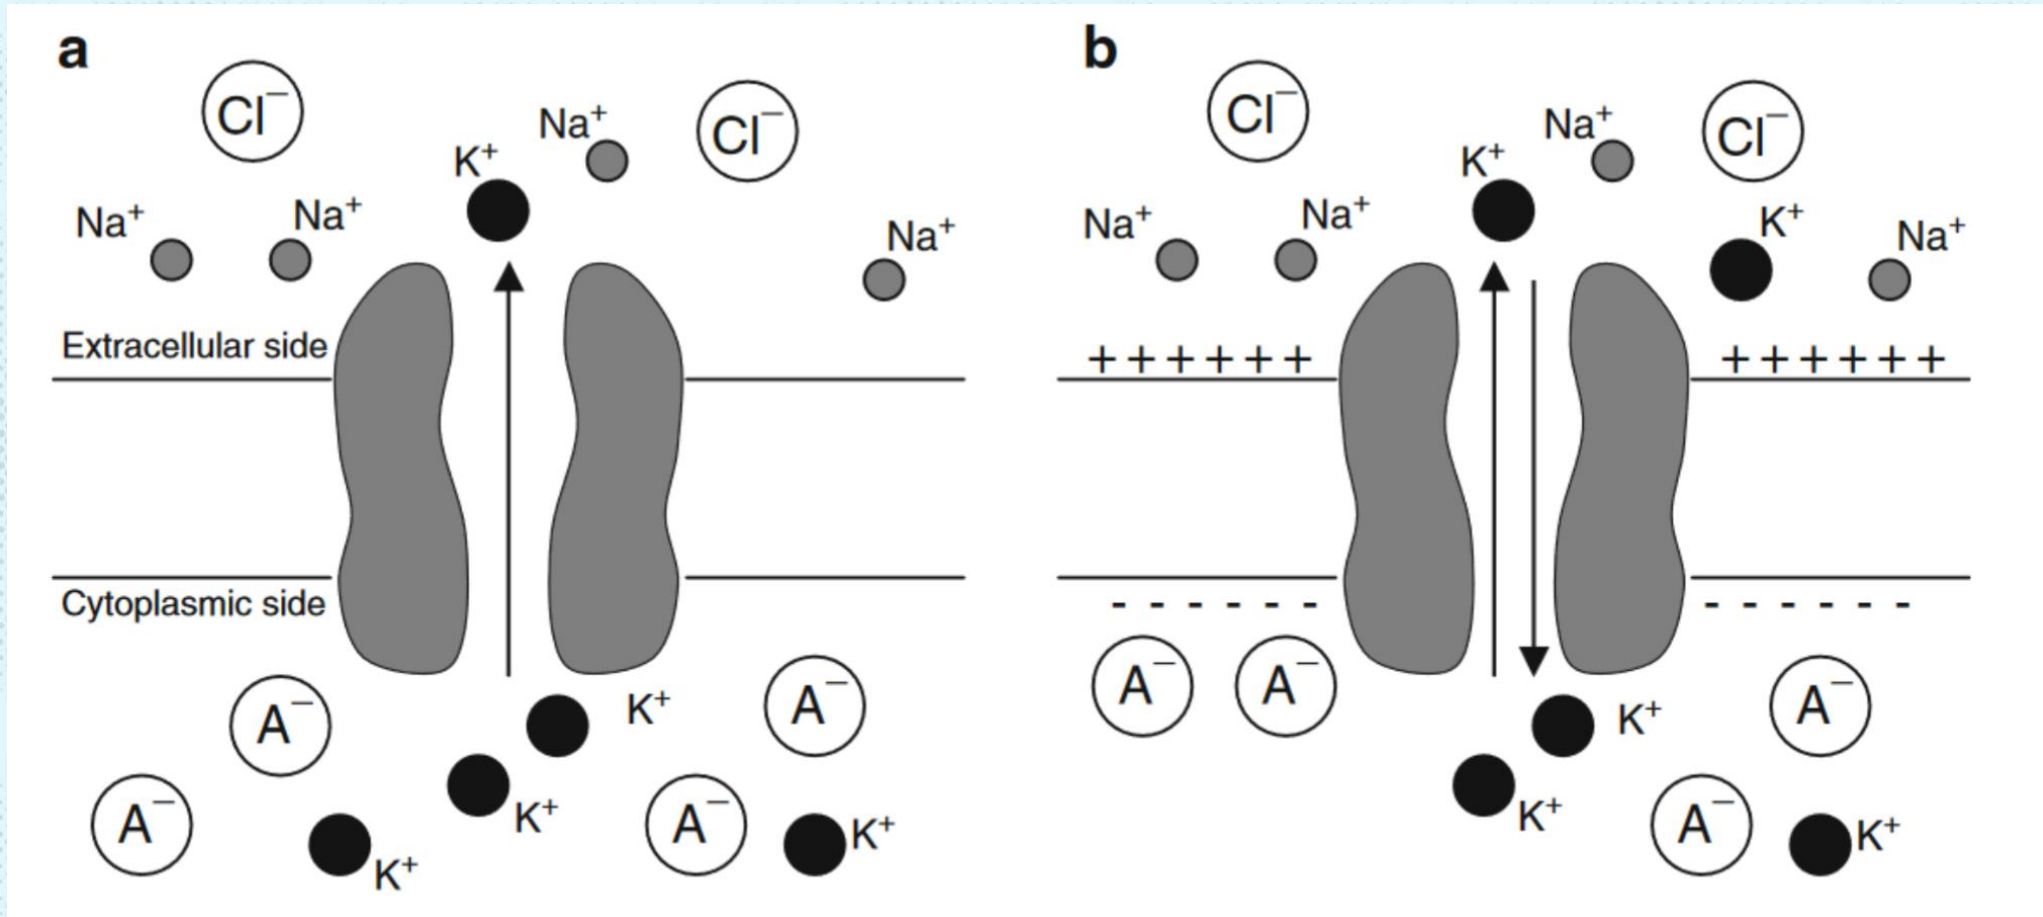 a
Cl⁻
Na⁺
Cl⁻
K⁺
Na⁺
Na⁺
Na⁺
Extracellular side
Cytoplasmic side
A⁻
K⁺
A⁻
A⁻
K⁺
A⁻
K⁺
K⁺
b
Cl⁻
Na⁺
Cl⁻
K⁺
Na⁺
Na⁺
K⁺
Na⁺
+ + + + + +
+ + + + + +
- - - - - -
- - - - - -
A⁻
A⁻
K⁺
A⁻
K⁺
A⁻
K⁺